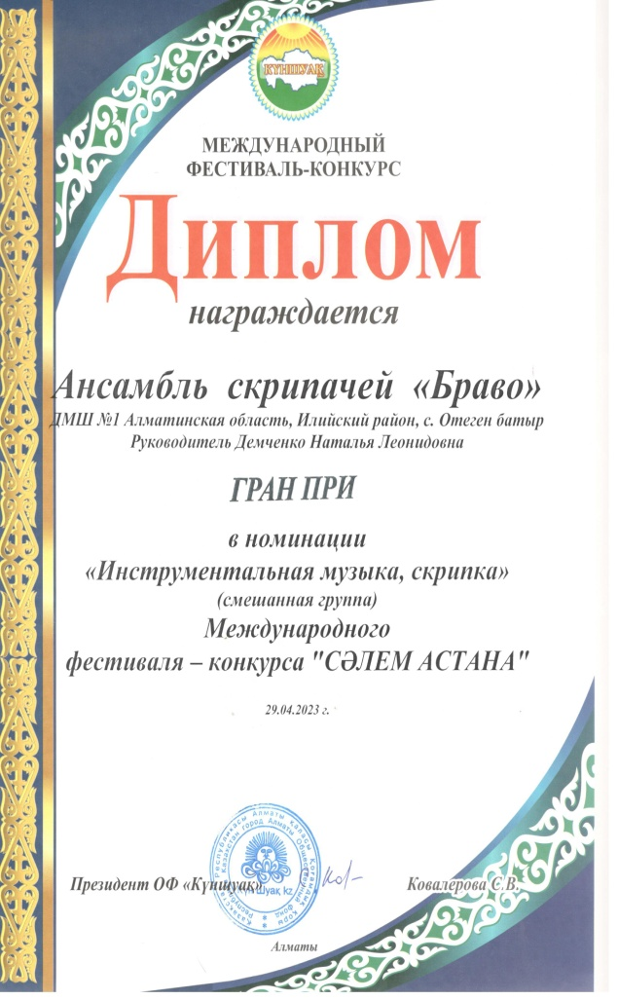 КҮНШУАҚ
МЕЖДУНАРОДНЫЙ
ФЕСТИВАЛЬ-КОНКУРС
Диплом
награждается
Ансамбль скрипачей «Браво»
ДМШ №1 Алматинская область, Илийский район, с. Отеген батыр
Руководитель Демченко Наталья Леонидовна
ГРАН ПРИ
в номинации
«Инструментальная музыка, скрипка»
(смешанная группа)
Международного
фестиваля – конкурса "СӘЛЕМ АСТАНА"
29.04.2023 г.
Президент ОФ «Күншуақ»
Ковалерова С.В.
Алматы